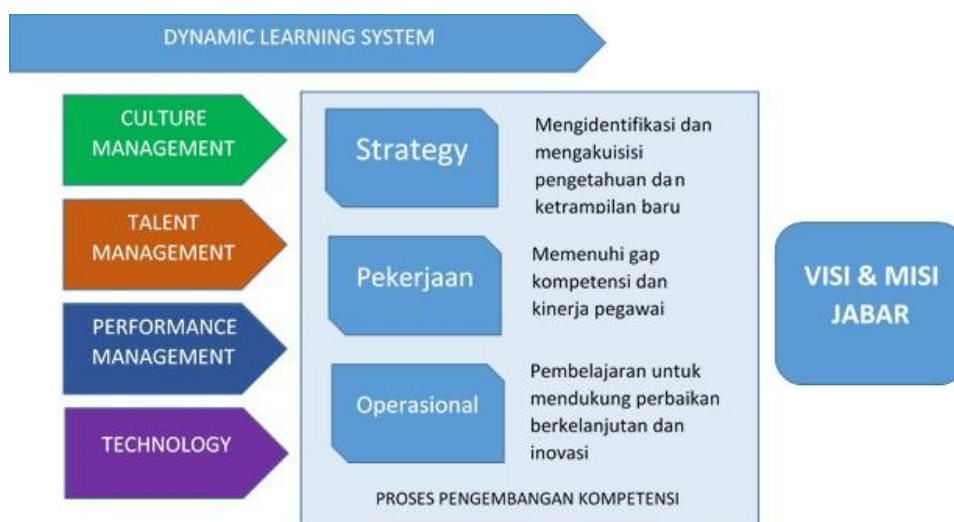 DYNAMIC LEARNING SYSTEM
CULTURE
MANAGEMENT
TALENT
MANAGEMENT
PERFORMANCE
MANAGEMENT
TECHNOLOGY
Strategy
Mengidentifikasi dan
mengakuisisi
pengetahuan dan
ketrampilan baru
Pekerjaan
Memenuhi gap
kompetensi dan
kinerja pegawai
Operasional
Pembelajaran untuk
mendukung perbaikan
berkelanjutan dan
inovasi
PROSES PENGEMBANGAN KOMPETENSI
VISI & MISI
JABAR